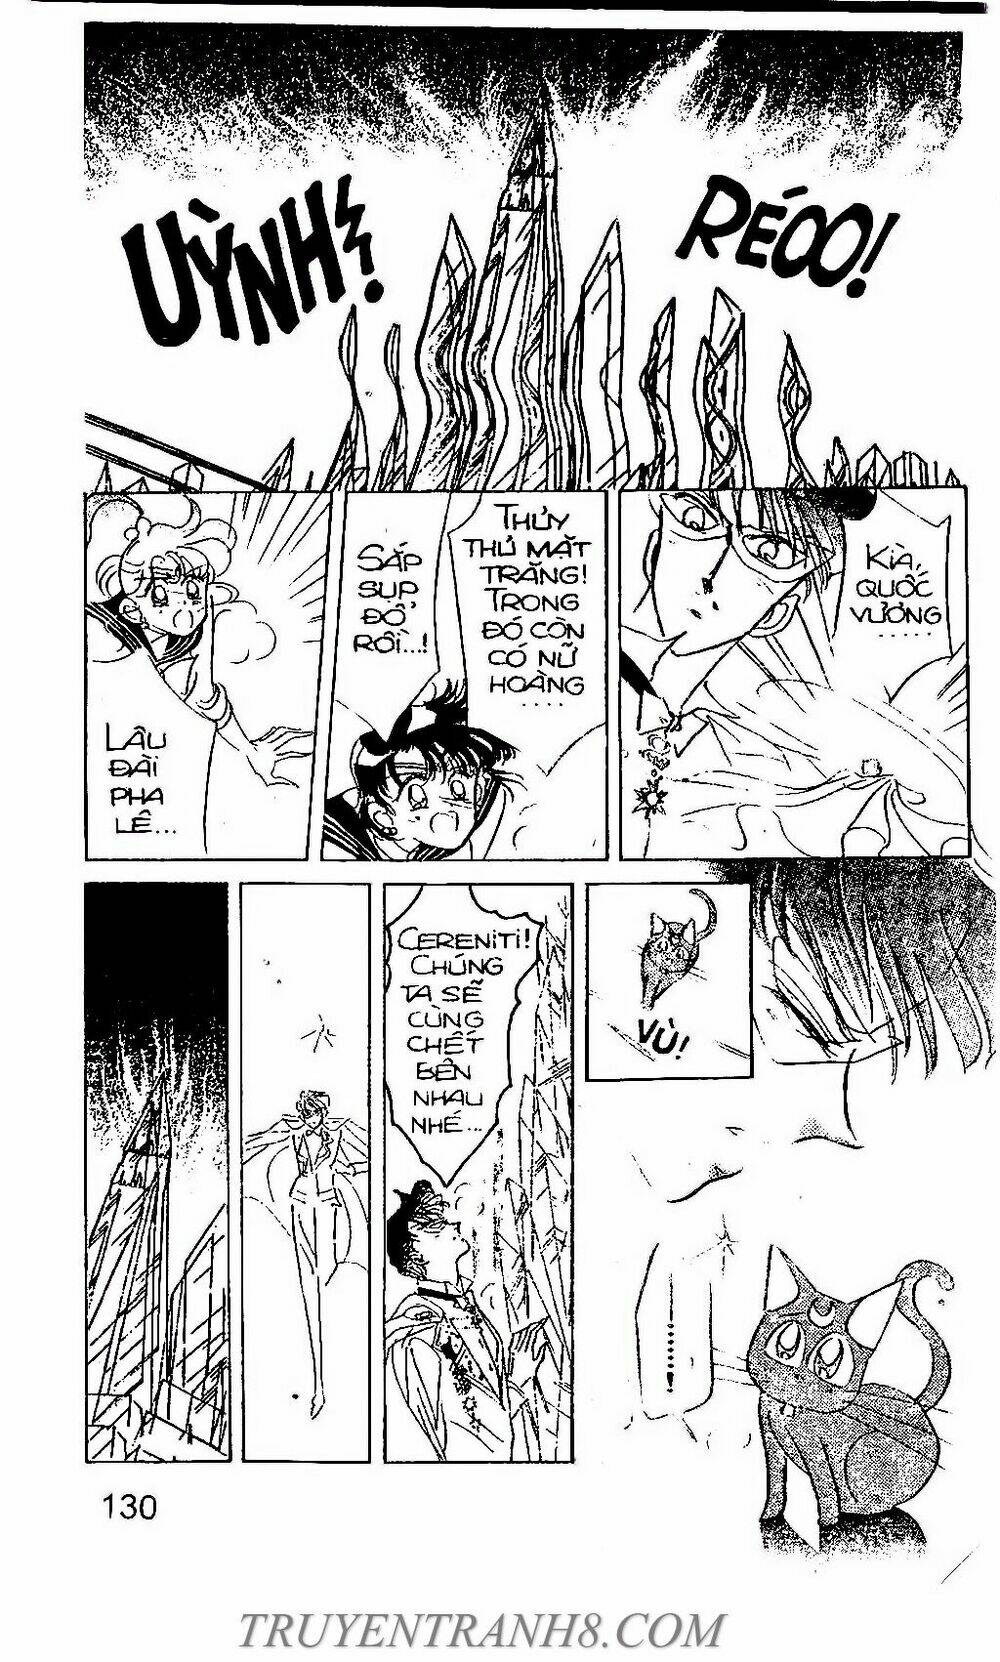 UỲNH!
RÉOO!
LÂU
ĐÀI
PHA
LÊ...
SẮP
SỤP
ĐỔ
RỒI...!
THỦY
THỦ MẶT
TRĂNG!
TRONG
ĐÓ CÒN
CÓ NỮ
HOÀNG
....
KÌA,
QUỐC
VƯƠNG
.....
CERENITI!
CHÚNG
TA SẼ
CÙNG
CHẾT
BÊN
NHAU
NHÉ...
VÙ!
........
130
TRUYENTRANH8.COM